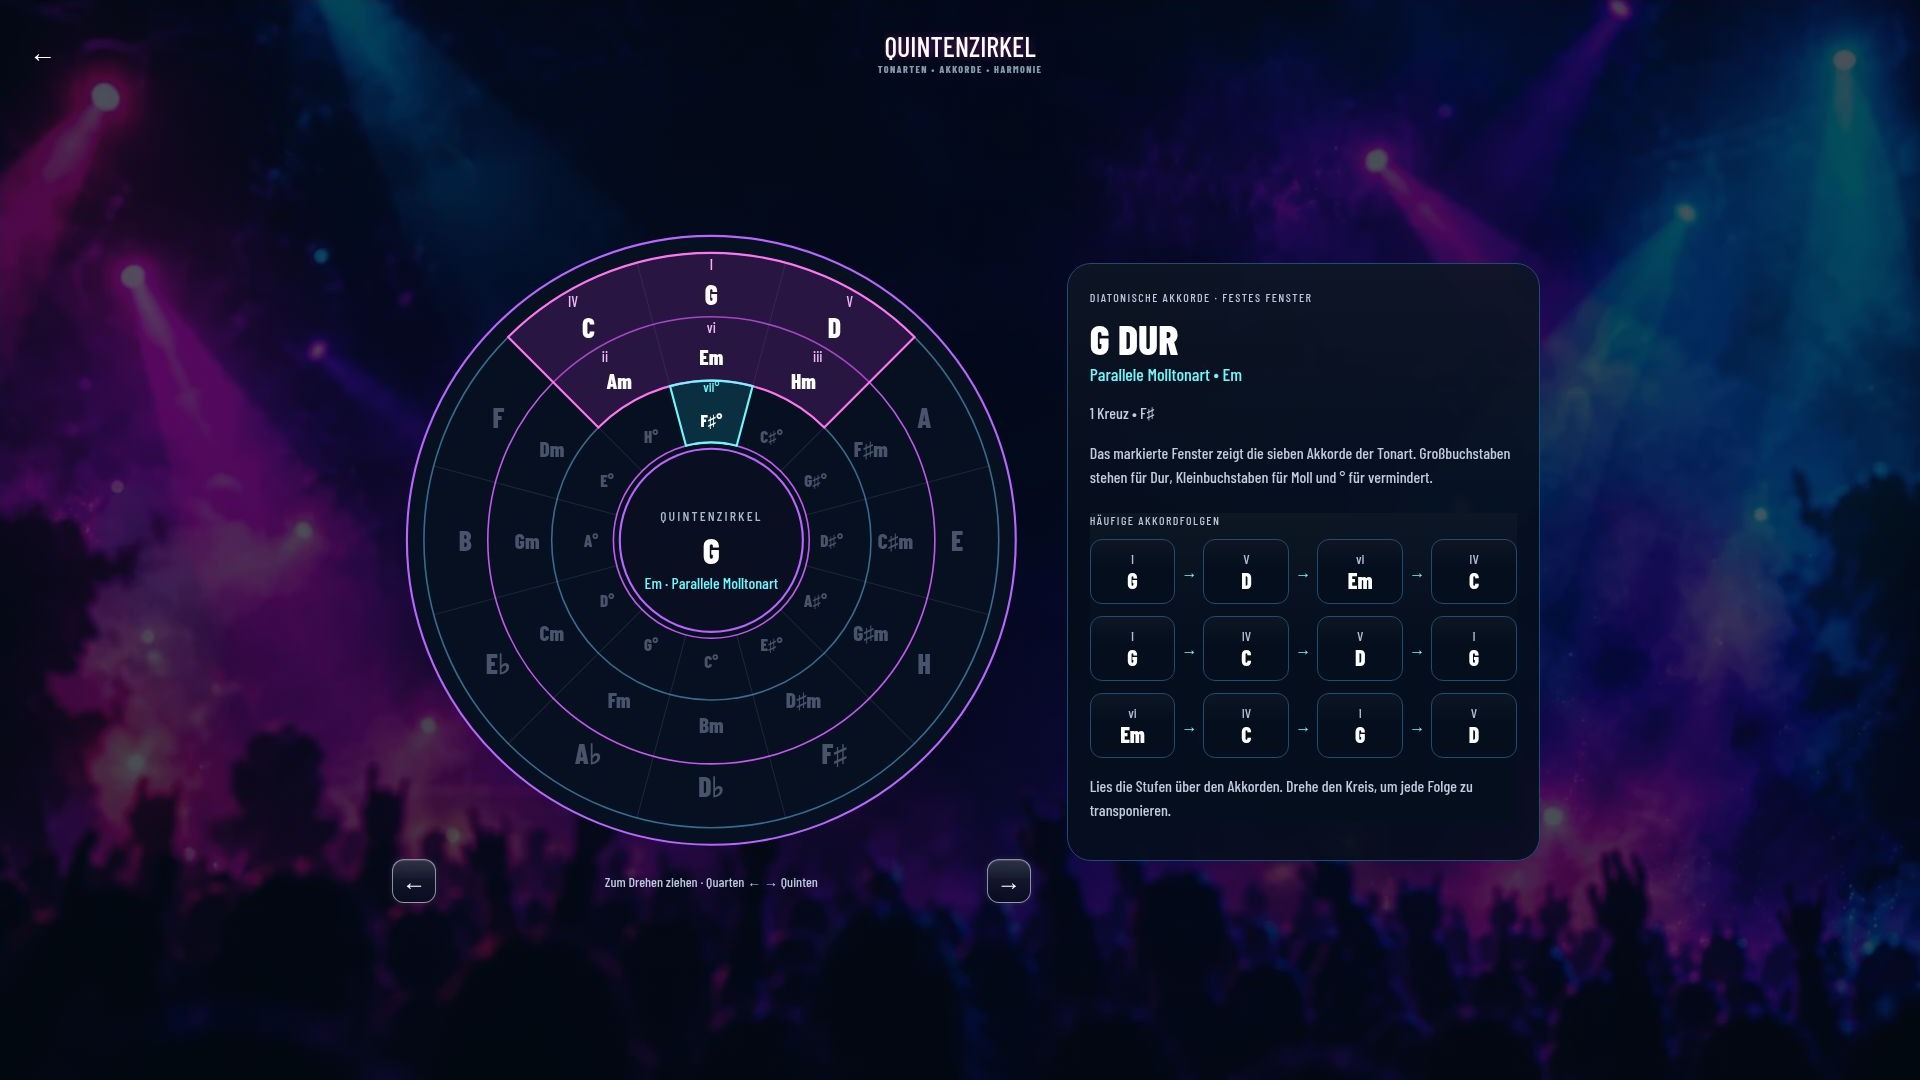 ←
QUINTENZIRKEL
TONARTEN • AKKORDE • HARMONIE
I
G
IV
C
V
D
vi
Em
ii
Am
iii
Hm
vii°
F♯°
H°
C♯°
F
A
Dm
F♯m
E°
G♯°
B
Gm
A°
D♯°
C♯m
E
QUINTENZIRKEL
G
Em · Parallele Molltonart
D°
A♯°
Cm
G♯m
G°
E♯°
C°
E♭
H
Fm
D♯m
Bm
A♭
F♯
D♭
←
Zum Drehen ziehen · Quarten ← → Quinten
→
DIATONISCHE AKKORDE · FESTES FENSTER
G DUR
Parallele Molltonart • Em
1 Kreuz • F♯
Das markierte Fenster zeigt die sieben Akkorde der Tonart. Großbuchstaben
stehen für Dur, Kleinbuchstaben für Moll und ° für vermindert.
HÄUFIGE AKKORDFOLGEN
I V vi IV
G → D → Em → C
I IV V I
G → C → D → G
vi IV I V
Em → C → G → D
Lies die Stufen über den Akkorden. Drehe den Kreis, um jede Folge zu
transponieren.